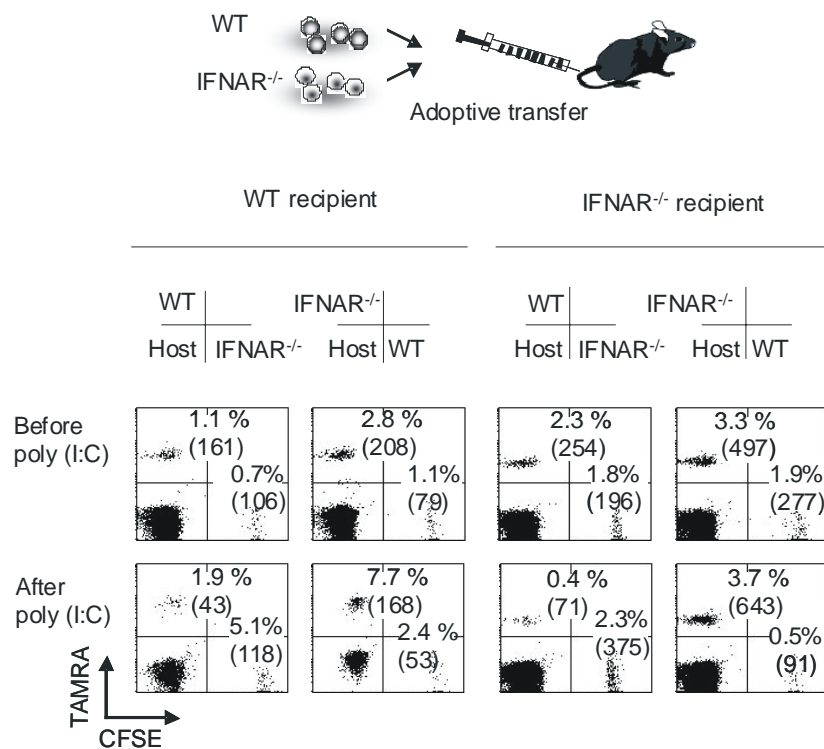 WT
IFNAR-/-
Adoptive transfer
WT recipient
IFNAR-/- recipient
WT
IFNAR-/-
WT
IFNAR-/-
Host
IFNAR-/-
Host
WT
Host
IFNAR-/-
Host
WT
Before
poly (I:C)
1.1 %
(161)
0.7%
(106)
2.8 %
(208)
1.1%
(79)
2.3 %
(254)
1.8%
(196)
3.3 %
(497)
1.9%
(277)
After
poly (I:C)
1.9 %
(43)
5.1%
(118)
7.7 %
(168)
2.4 %
(53)
0.4 %
(71)
2.3%
(375)
3.7 %
(643)
0.5%
(91)
TAMRA
CFSE